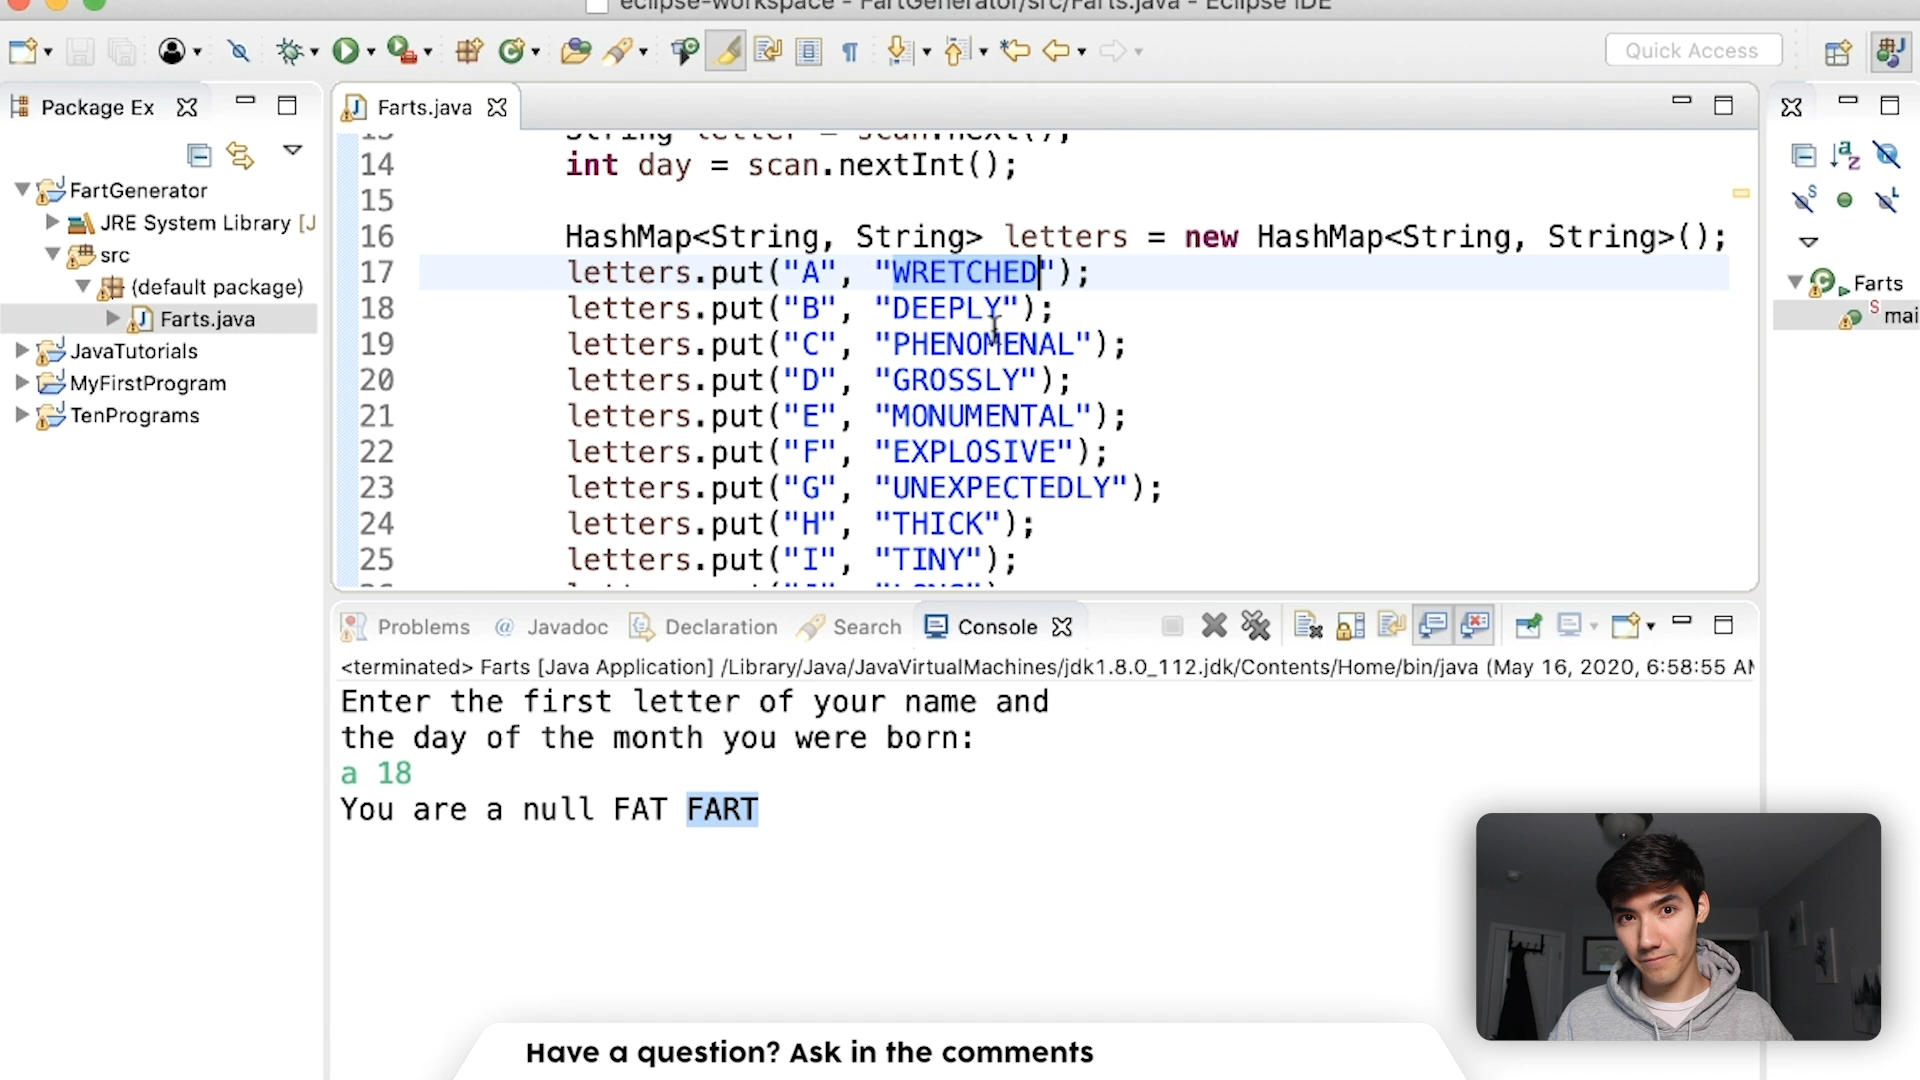 eclipse-workspace - FartGenerator/src/Farts.java - Eclipse IDE
Quick Access
Package Ex
Farts.java
FartGenerator
JRE System Library [J
src
(default package)
Farts.java
JavaTutorials
MyFirstProgram
TenPrograms
13 String letter = scan.next();
14 int day = scan.nextInt();
15
16 HashMap<String, String> letters = new HashMap<String, String>();
17 letters.put("A", "WRETCHED");
18 letters.put("B", "DEEPLY");
19 letters.put("C", "PHENOMENAL");
20 letters.put("D", "GROSSLY");
21 letters.put("E", "MONUMENTAL");
22 letters.put("F", "EXPLOSIVE");
23 letters.put("G", "UNEXPECTEDLY");
24 letters.put("H", "THICK");
25 letters.put("I", "TINY");
Farts
S mai
Problems @ Javadoc Declaration Search Console
<terminated> Farts [Java Application] /Library/Java/JavaVirtualMachines/jdk1.8.0_112.jdk/Contents/Home/bin/java (May 16, 2020, 6:58:55 AM
Enter the first letter of your name and
the day of the month you were born:
a 18
You are a null FAT FART
Have a question? Ask in the comments